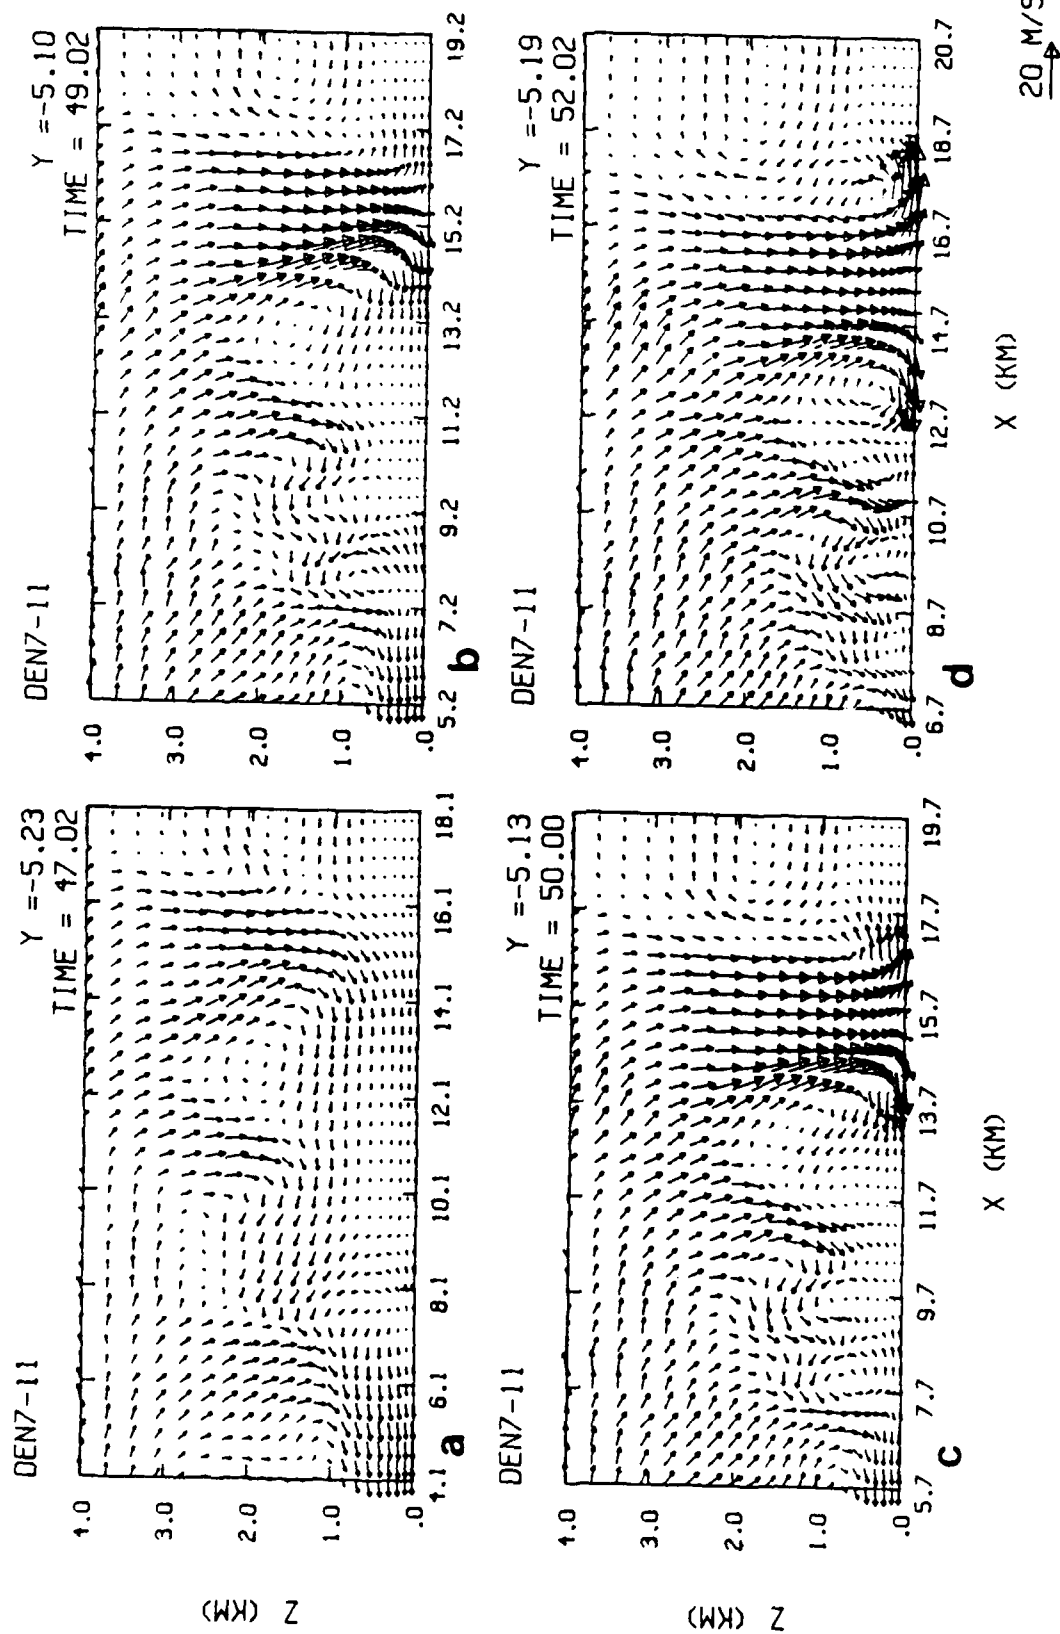 DEN7-11
Y =-5.23
TIME = 47.02
4.0
3.0
2.0
1.0
.0
4.1 6.1 8.1 10.1 12.1 14.1 16.1 18.1
a
Z (KM)
DEN7-11
Y =-5.10
TIME = 49.02
4.0
3.0
2.0
1.0
.0
5.2 7.2 9.2 11.2 13.2 15.2 17.2 19.2
b
DEN7-11
Y =-5.13
TIME = 50.00
4.0
3.0
2.0
1.0
.0
5.7 7.7 9.7 11.7 13.7 15.7 17.7 19.7
c
Z (KM)
X (KM)
DEN7-11
Y =-5.19
TIME = 52.02
4.0
3.0
2.0
1.0
.0
6.7 8.7 10.7 12.7 14.7 16.7 18.7 20.7
d
X (KM)
20 M/S